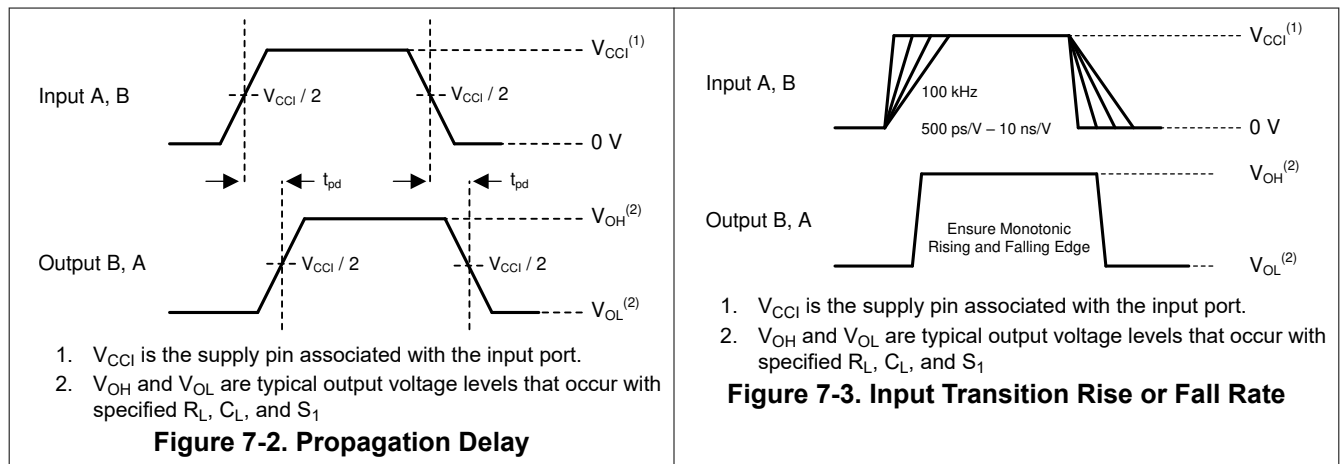 V_CCI^(1)
Input A, B
V_CCI / 2
V_CCI / 2
0 V
t_pd
t_pd
V_OH^(2)
Output B, A
V_CCI / 2
V_CCI / 2
V_OL^(2)
1. V_CCI is the supply pin associated with the input port.
2. V_OH and V_OL are typical output voltage levels that occur with
specified R_L, C_L, and S_1
Figure 7-2. Propagation Delay
V_CCI^(1)
Input A, B
100 kHz
500 ps/V – 10 ns/V
0 V
V_OH^(2)
Output B, A
Ensure Monotonic
Rising and Falling Edge
V_OL^(2)
1. V_CCI is the supply pin associated with the input port.
2. V_OH and V_OL are typical output voltage levels that occur with
specified R_L, C_L, and S_1
Figure 7-3. Input Transition Rise or Fall Rate